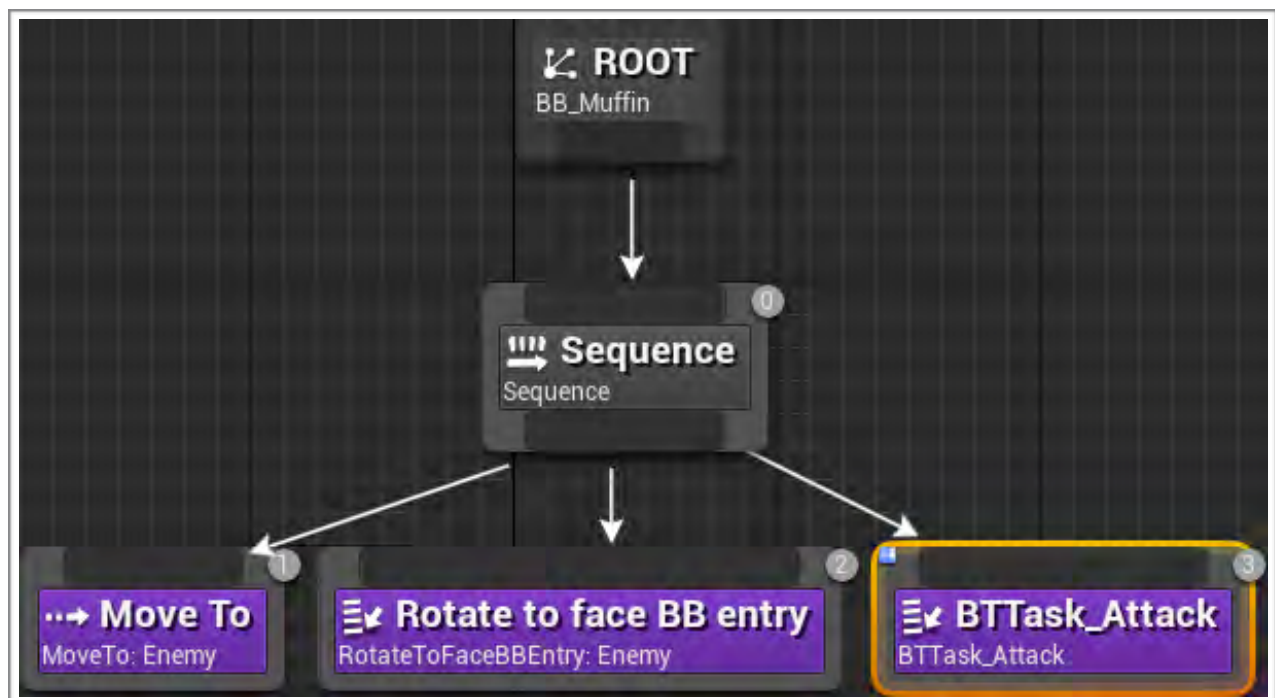 ROOT
BB_Muffin
0
Sequence
Sequence
1
2
3
Move To
MoveTo: Enemy
Rotate to face BB entry
RotateToFaceBBEntry: Enemy
BTTask_Attack
BTTask_Attack